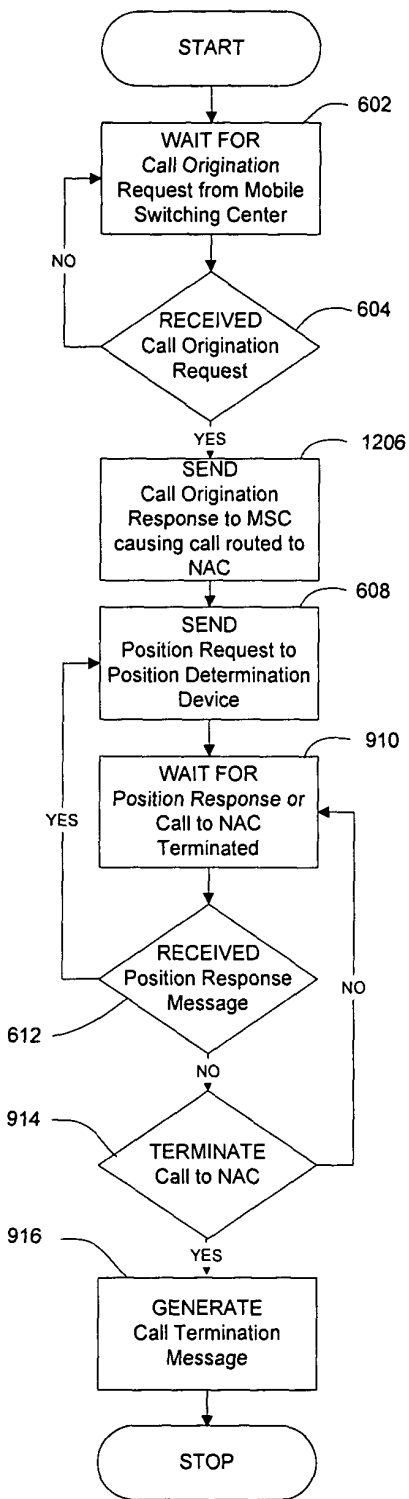 START
602
WAIT FOR
Call Origination
Request from Mobile
Switching Center
NO
604
RECEIVED
Call Origination
Request
YES
1206
SEND
Call Origination
Response to MSC
causing call routed to
NAC
608
SEND
Position Request to
Position Determination
Device
910
WAIT FOR
Position Response or
Call to NAC
Terminated
YES
RECEIVED
Position Response
Message
NO
612
NO
914
TERMINATE
Call to NAC
916
YES
GENERATE
Call Termination
Message
STOP